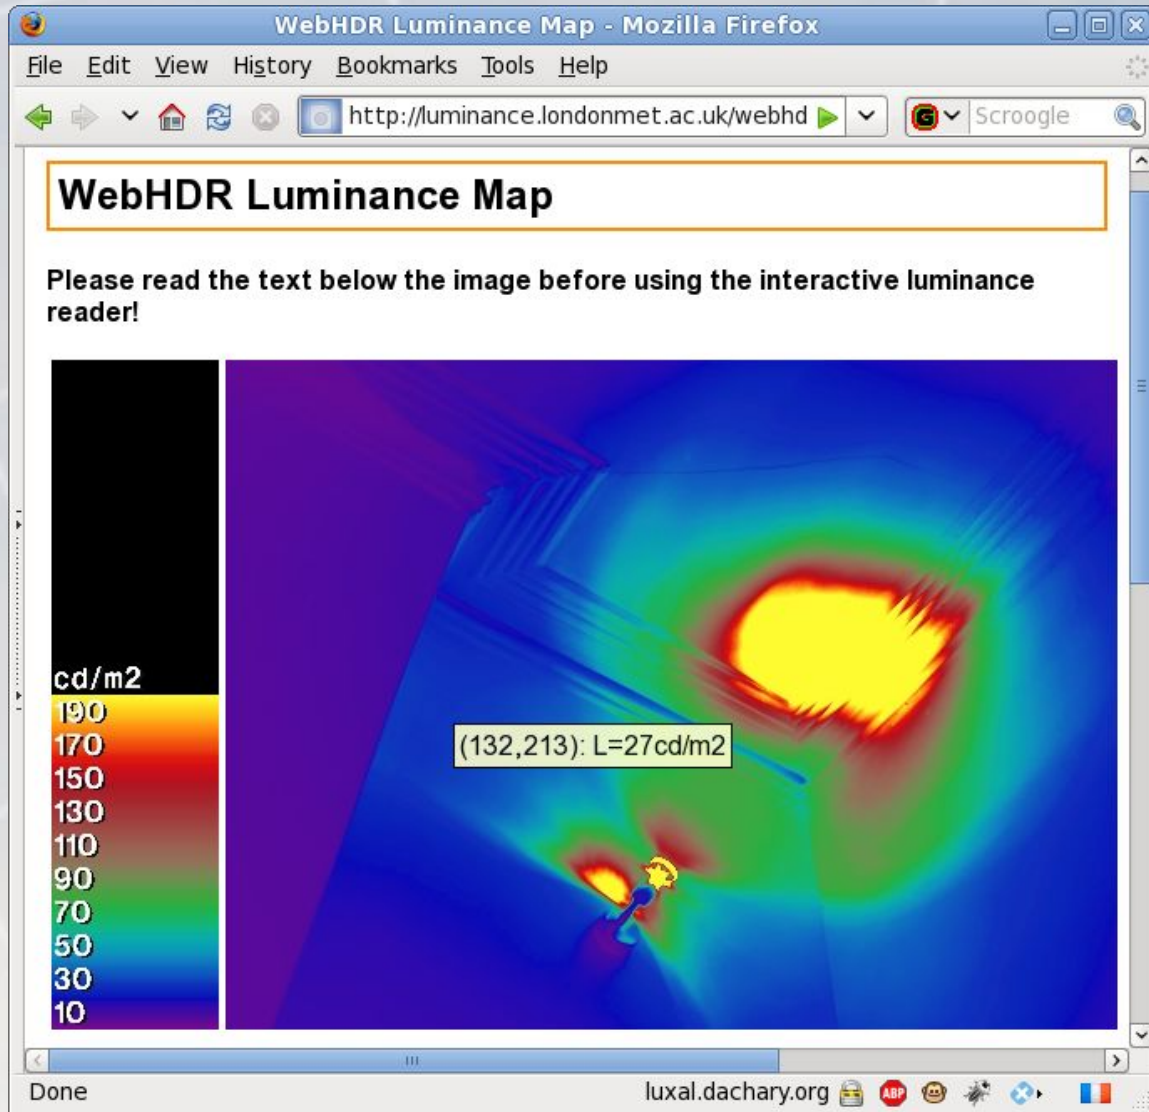 WebHDR Luminance Map - Mozilla Firefox
File Edit View History Bookmarks Tools Help
http://luminance.londonmet.ac.uk/webhd
G
Scroogle
WebHDR Luminance Map
Please read the text below the image before using the interactive luminance
reader!
cd/m2
190
170
150
130
110
90
70
50
30
10
(132,213): L=27cd/m2
Done
luxal.dachary.org
ABP